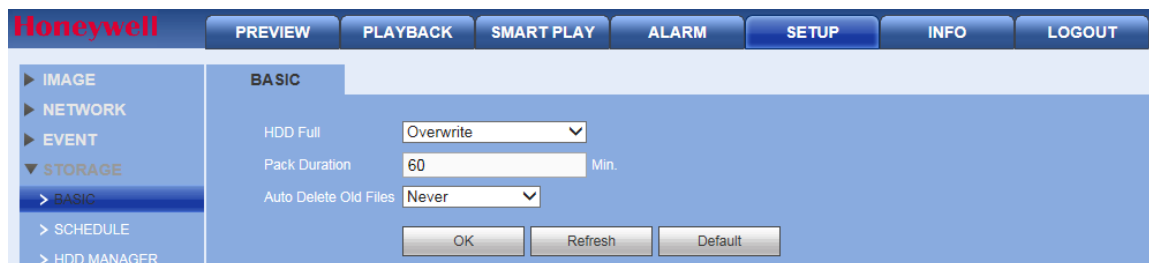 Honeywell
PREVIEW PLAYBACK SMART PLAY ALARM SETUP INFO LOGOUT
IMAGE
NETWORK
EVENT
STORAGE
> BASIC
> SCHEDULE
> HDD MANAGER
BASIC
HDD Full Overwrite
Pack Duration 60 Min.
Auto Delete Old Files Never
OK Refresh Default